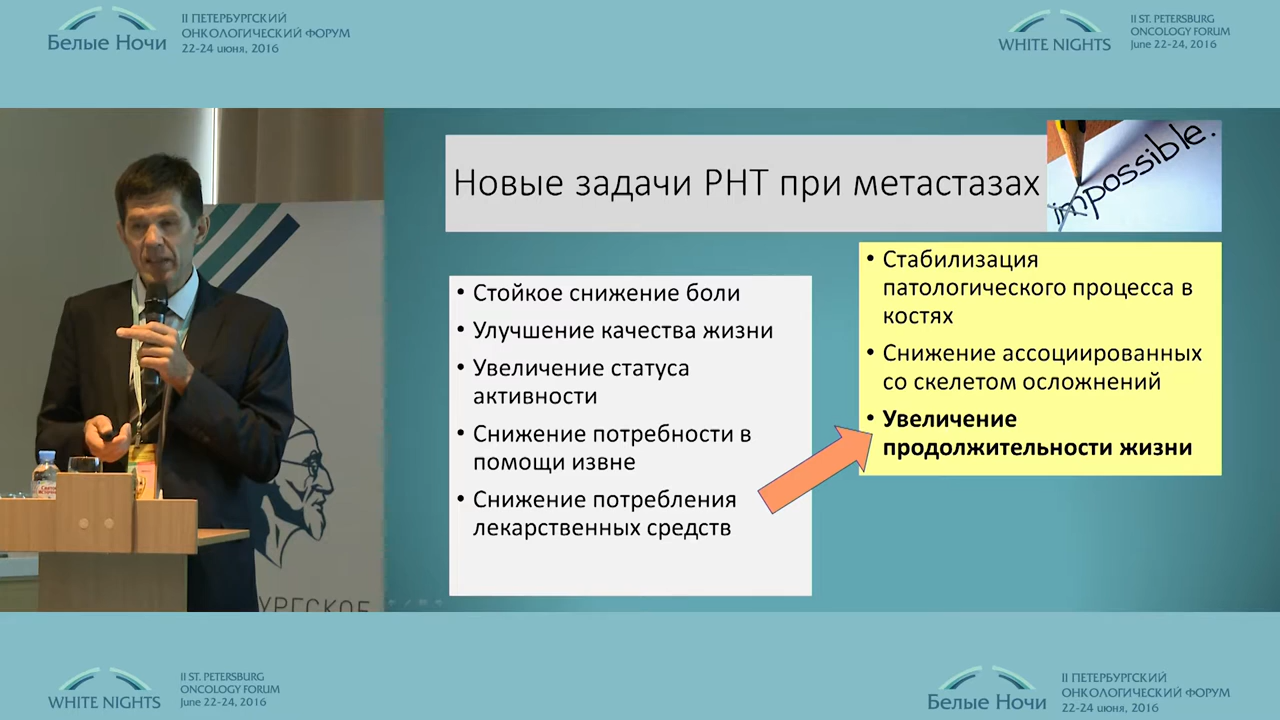 II ПЕТЕРБУРГСКИЙ
ОНКОЛОГИЧЕСКИЙ ФОРУМ
Белые Ночи
22-24 июня, 2016
II ST. PETERSBURG
ONCOLOGY FORUM
WHITE NIGHTS
June 22-24, 2016
Новые задачи РНТ при метастазах
impossible.
• Стойкое снижение боли
• Улучшение качества жизни
• Увеличение статуса
активности
• Снижение потребности в
помощи извне
• Снижение потребления
лекарственных средств
• Стабилизация
патологического процесса в
костях
• Снижение ассоциированных
со скелетом осложнений
• Увеличение
продолжительности жизни
УРГСКОЕ
II ST. PETERSBURG
ONCOLOGY FORUM
WHITE NIGHTS
June 22-24, 2016
II ПЕТЕРБУРГСКИЙ
ОНКОЛОГИЧЕСКИЙ ФОРУМ
Белые Ночи
22-24 июня, 2016